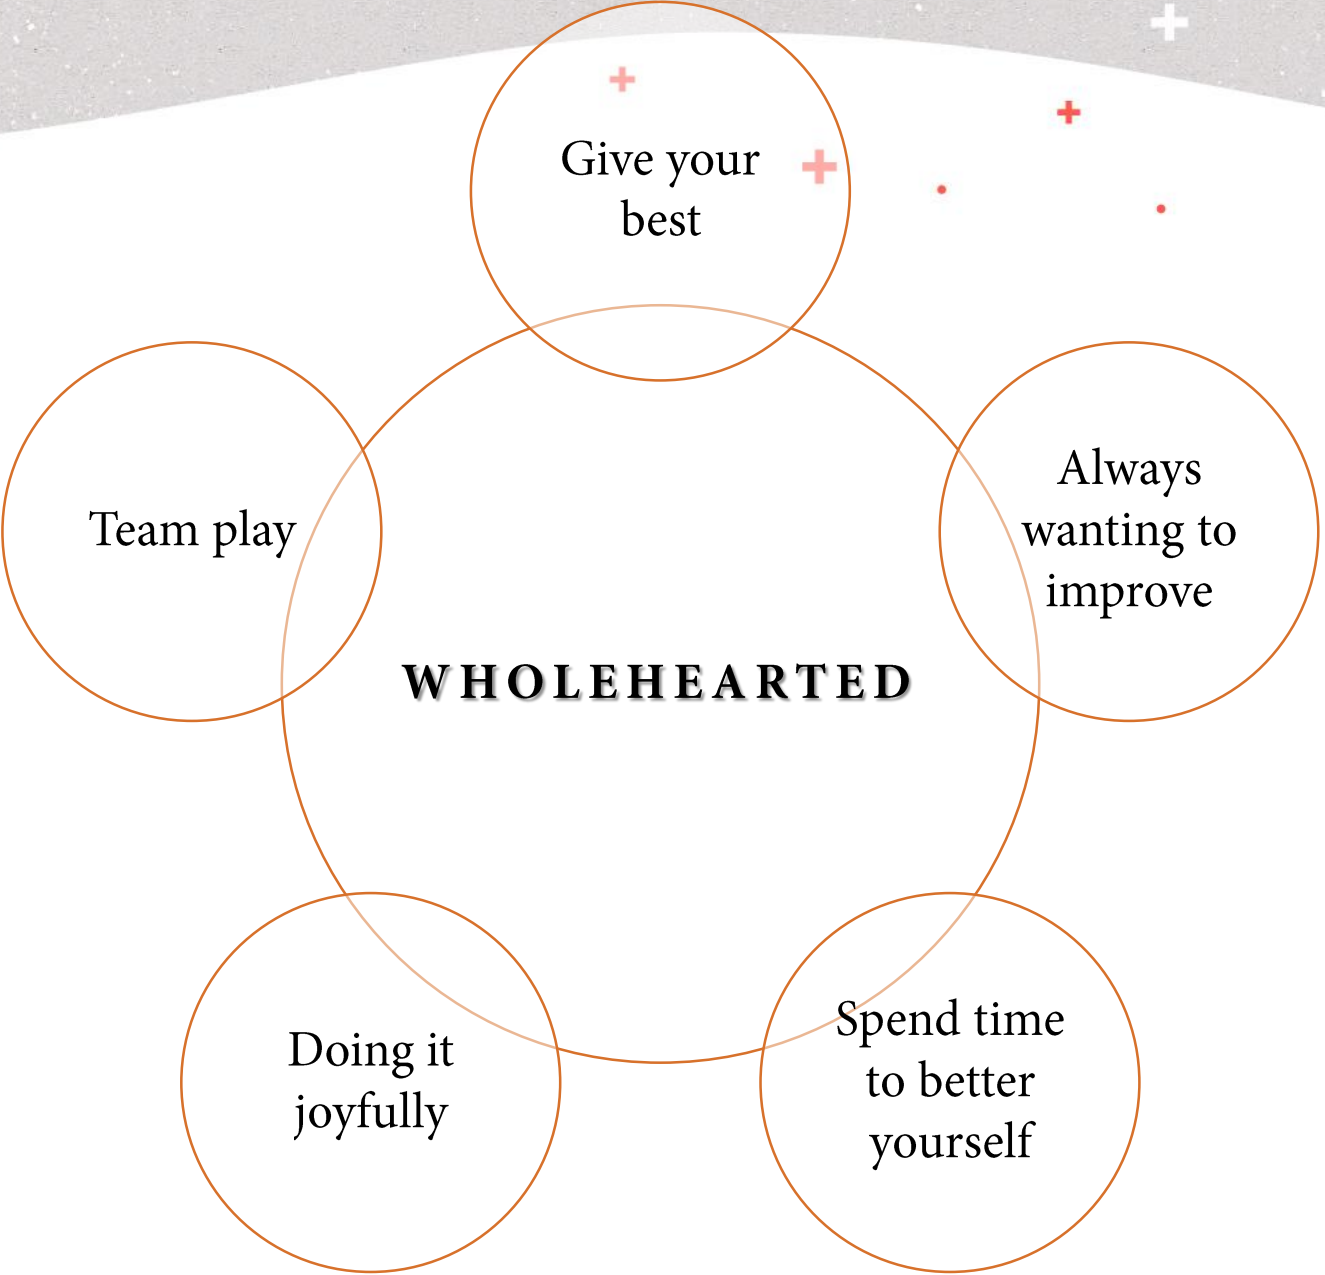 Give your
best
Always
wanting to
improve
Team play
WHOLEHEARTED
Spend time
to better
yourself
Doing it
joyfully